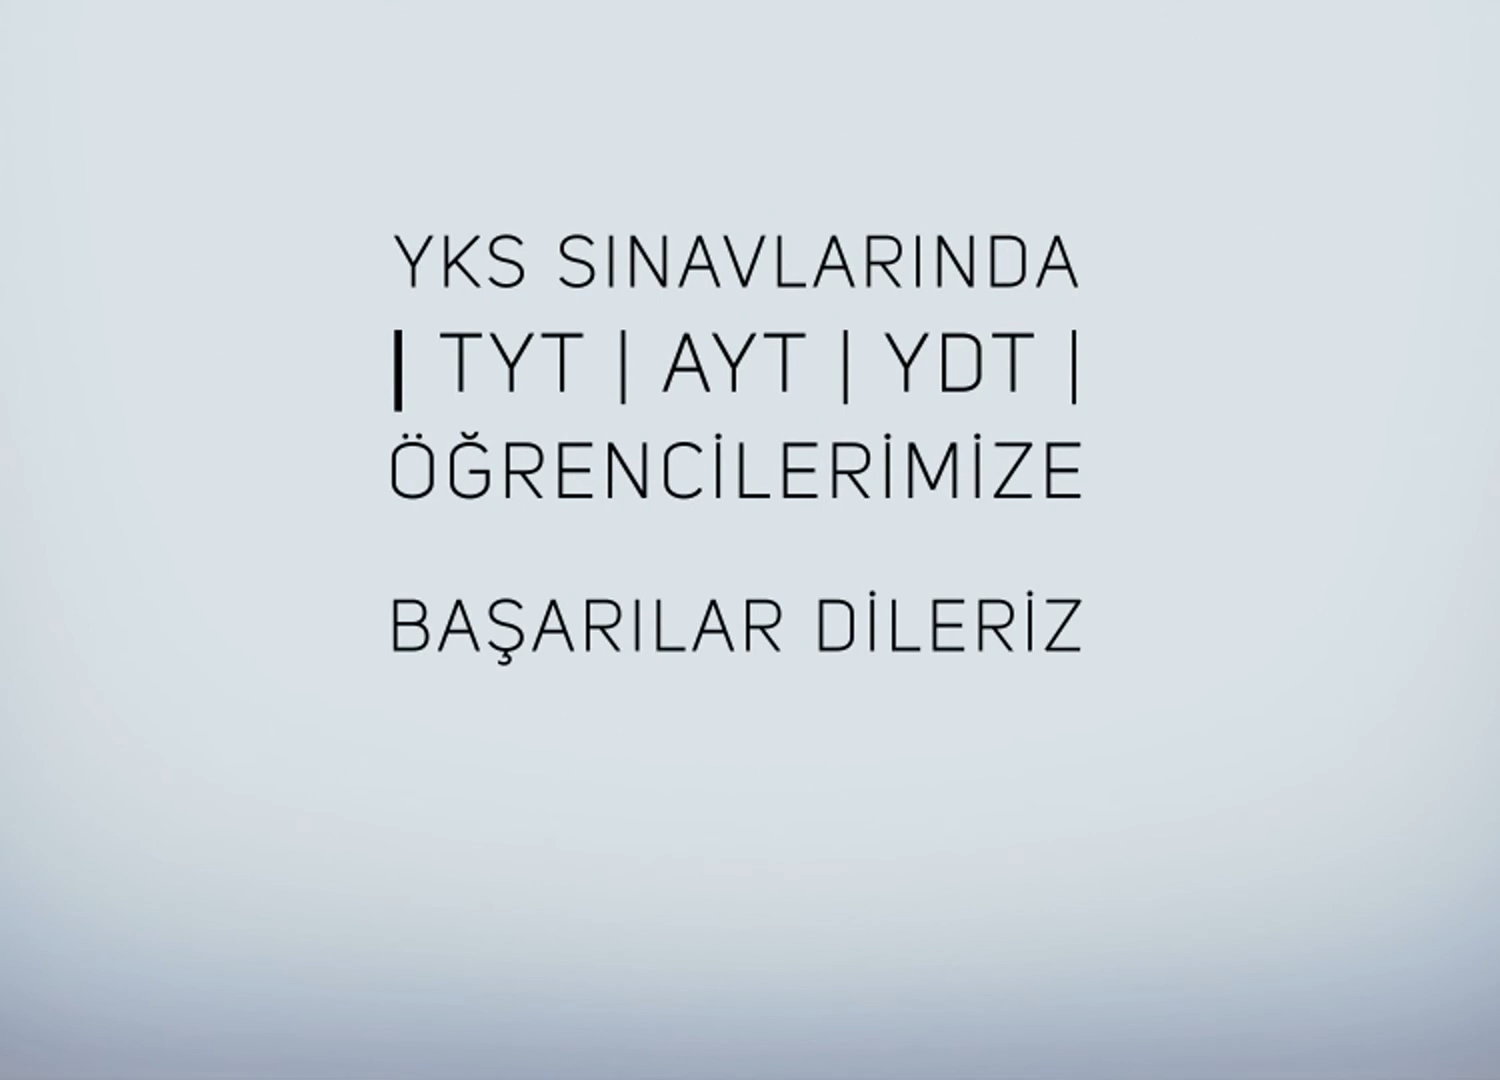 YKS SINAVLARINDA
| TYT | AYT | YDT |
ÖĞRENCİLERİMİZE
BAŞARILAR DİLERİZ